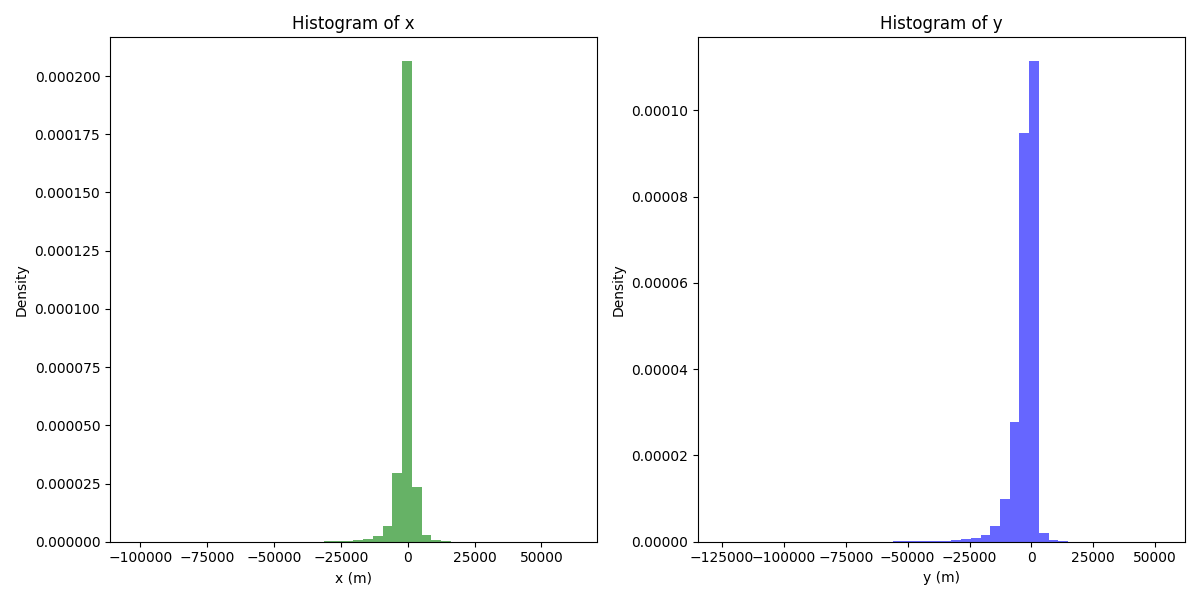 Histogram of x
0.000200
0.000175
0.000150
0.000125
0.000100
0.000075
0.000050
0.000025
0.000000
Density
−100000 −75000 −50000 −25000 0 25000 50000
x (m)
Histogram of y
0.00010
0.00008
0.00006
0.00004
0.00002
0.00000
Density
−125000 −100000 −75000 −50000 −25000 0 25000 50000
y (m)